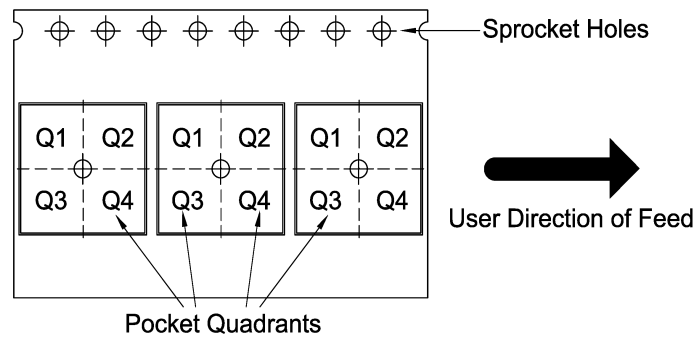 Sprocket Holes
Q1 Q2 Q1 Q2 Q1 Q2
Q3 Q4 Q3 Q4 Q3 Q4
User Direction of Feed
Pocket Quadrants